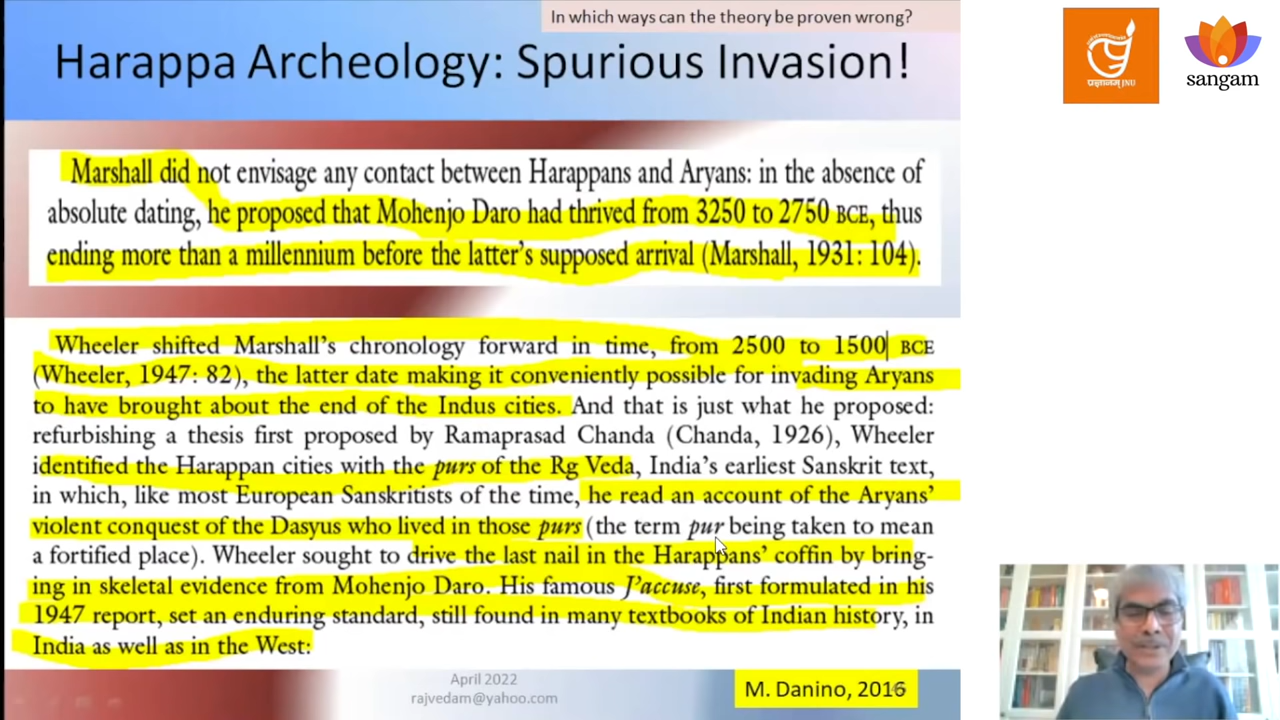 In which ways can the theory be proven wrong?
Harappa Archeology: Spurious Invasion!
प्रज्ञानम् JNU
sangam
Marshall did not envisage any contact between Harappans and Aryans: in the absence of
absolute dating, he proposed that Mohenjo Daro had thrived from 3250 to 2750 BCE, thus
ending more than a millennium before the latter's supposed arrival (Marshall, 1931: 104).
Wheeler shifted Marshall's chronology forward in time, from 2500 to 1500 BCE
(Wheeler, 1947: 82), the latter date making it conveniently possible for invading Aryans
to have brought about the end of the Indus cities. And that is just what he proposed:
refurbishing a thesis first proposed by Ramaprasad Chanda (Chanda, 1926), Wheeler
identified the Harappan cities with the purs of the Rg Veda, India's earliest Sanskrit text,
in which, like most European Sanskritists of the time, he read an account of the Aryans'
violent conquest of the Dasyus who lived in those purs (the term pur being taken to mean
a fortified place). Wheeler sought to drive the last nail in the Harappans' coffin by bring-
ing in skeletal evidence from Mohenjo Daro. His famous J'accuse, first formulated in his
1947 report, set an enduring standard, still found in many textbooks of Indian history, in
India as well as in the West:
April 2022
rajvedam@yahoo.com
M. Danino, 2016